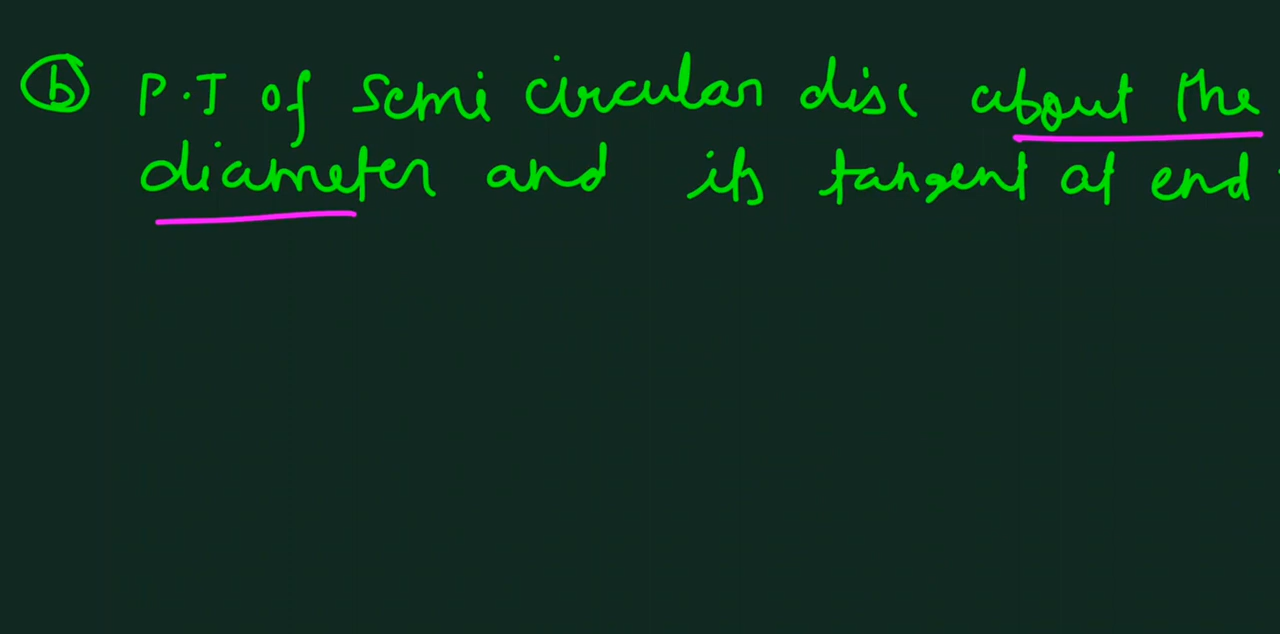 (b) P.I of semi circular disc about the
diameter and its tangent at end